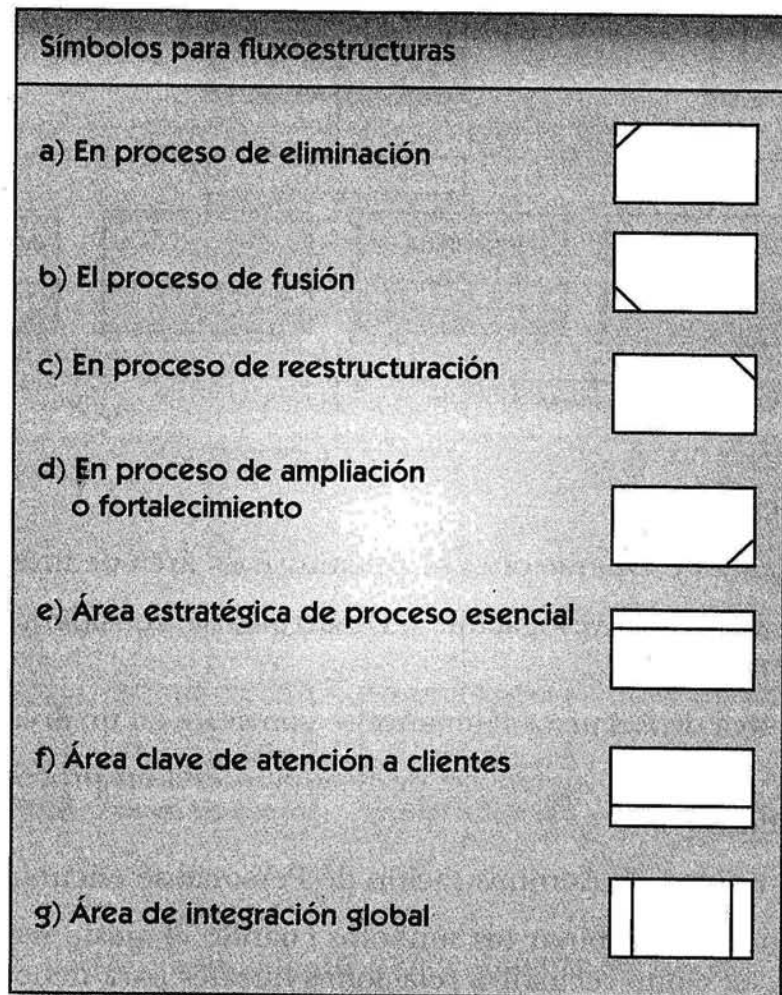 Símbolos para fluxoestructuras
a) En proceso de eliminación
b) El proceso de fusión
c) En proceso de reestructuración
d) En proceso de ampliación
o fortalecimiento
e) Área estratégica de proceso esencial
f) Área clave de atención a clientes
g) Área de integración global